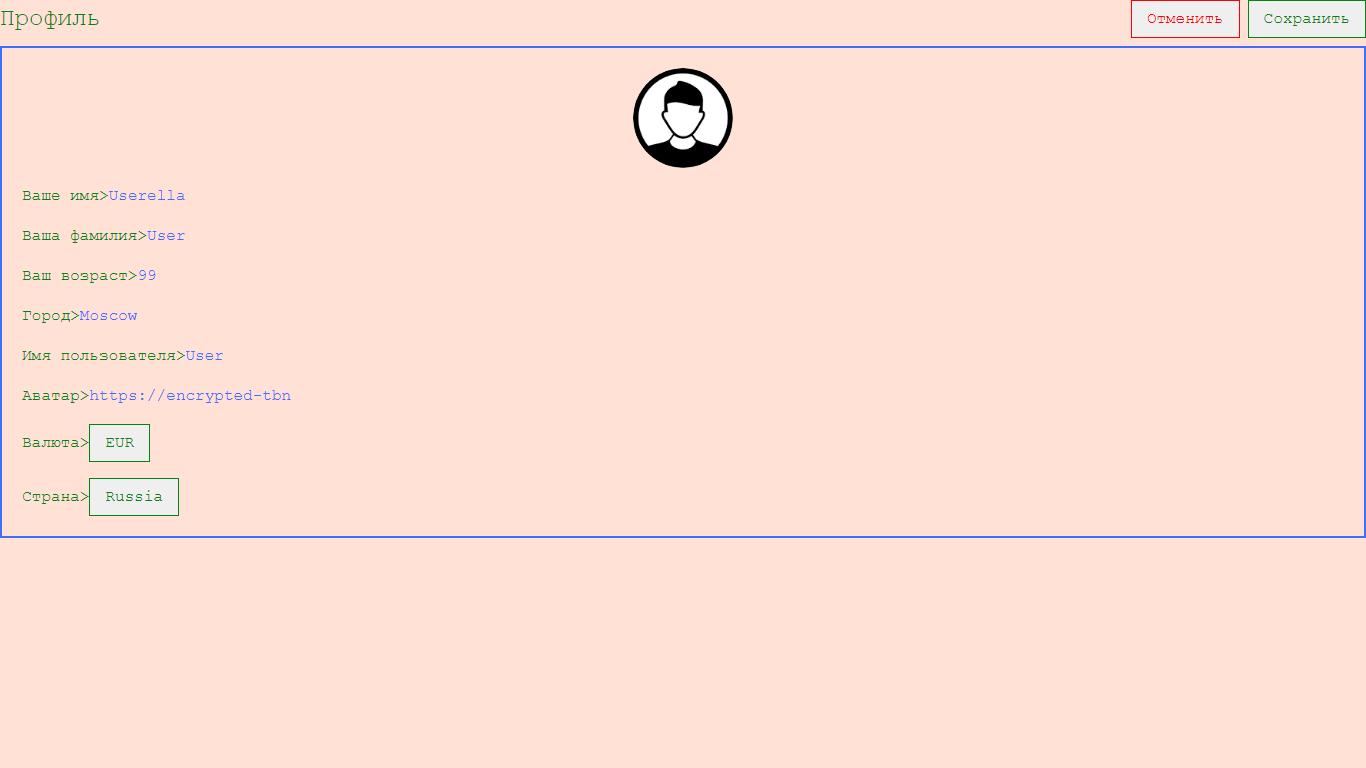 Профиль
Отменить
Сохранить
Ваше имя>Userella
Ваша фамилия>User
Ваш возраст>99
Город>Moscow
Имя пользователя>User
Аватар>https://encrypted-tbn
Валюта> EUR
Страна> Russia